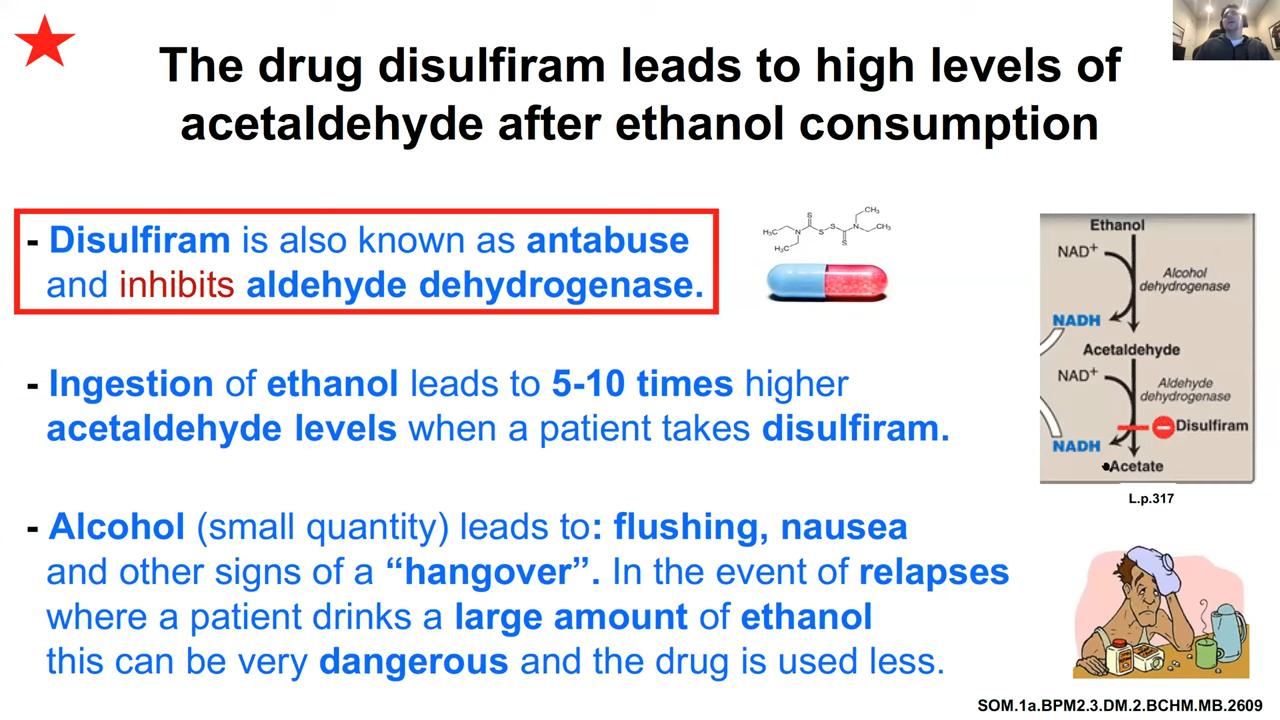 The drug disulfiram leads to high levels of
acetaldehyde after ethanol consumption
- Disulfiram is also known as antabuse
and inhibits aldehyde dehydrogenase.
- Ingestion of ethanol leads to 5-10 times higher
acetaldehyde levels when a patient takes disulfiram.
- Alcohol (small quantity) leads to: flushing, nausea
and other signs of a “hangover”. In the event of relapses
where a patient drinks a large amount of ethanol
this can be very dangerous and the drug is used less.
S
CH₃
H₃C
N
S
S
N
CH₃
H₃C
S
Ethanol
NAD⁺
Alcohol
dehydrogenase
NADH
Acetaldehyde
NAD⁺
Aldehyde
dehydrogenase
Disulfiram
NADH
Acetate
L.p.317
SOM.1a.BPM2.3.DM.2.BCHM.MB.2609